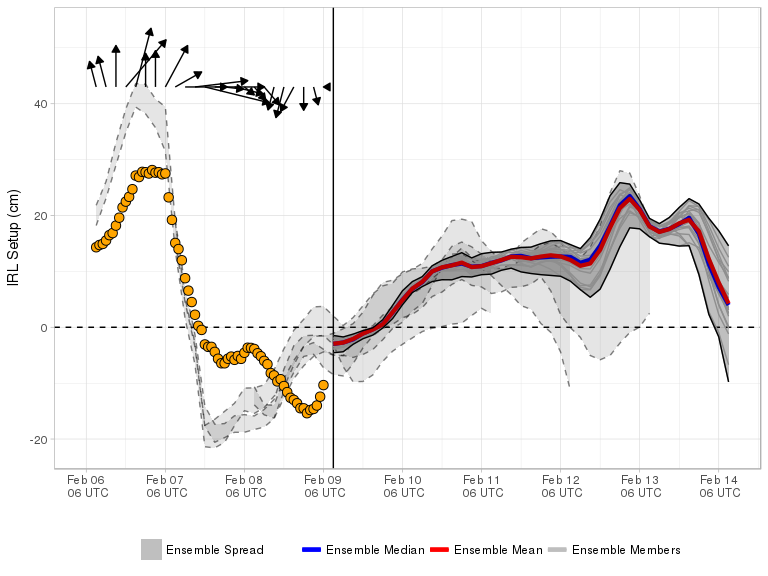 IRL Setup (cm)
40
20
0
-20
Feb 06 Feb 07 Feb 08 Feb 09 Feb 10 Feb 11 Feb 12 Feb 13 Feb 14
06 UTC 06 UTC 06 UTC 06 UTC 06 UTC 06 UTC 06 UTC 06 UTC 06 UTC
Ensemble Spread Ensemble Median Ensemble Mean Ensemble Members